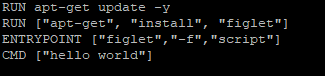 RUN apt-get update -y
RUN ["apt-get", "install", "figlet"]
ENTRYPOINT ["figlet","-f","script"]
CMD ["hello world"]